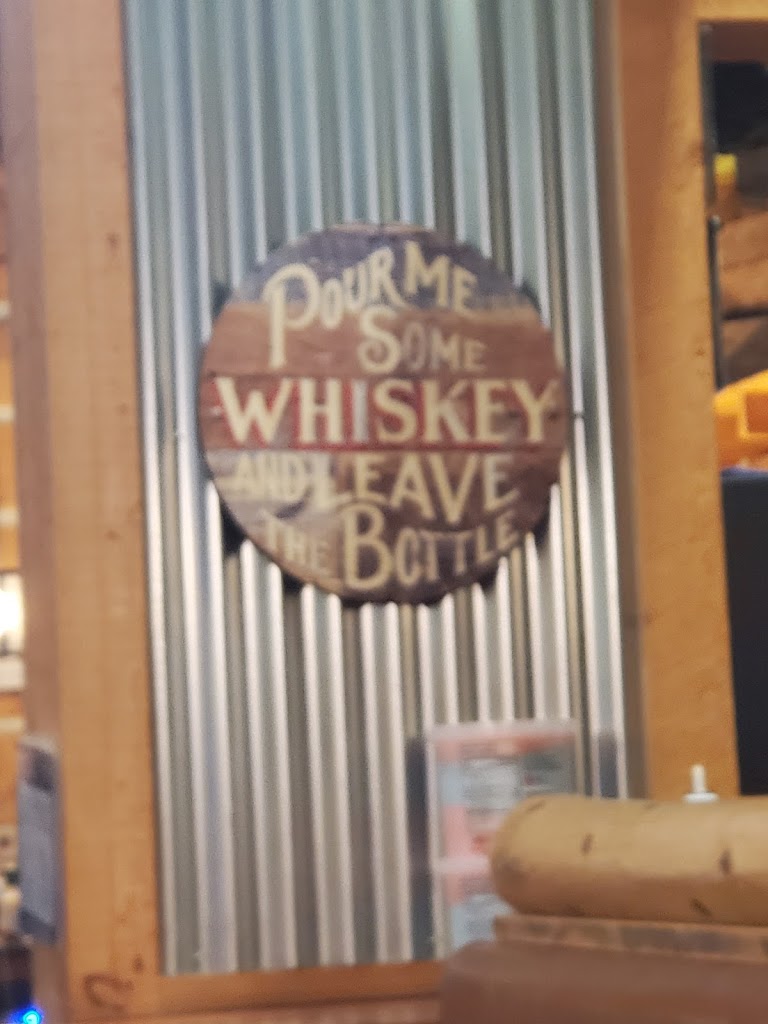 POUR ME
SOME
WHISKEY
AND LEAVE
THE BOTTLE